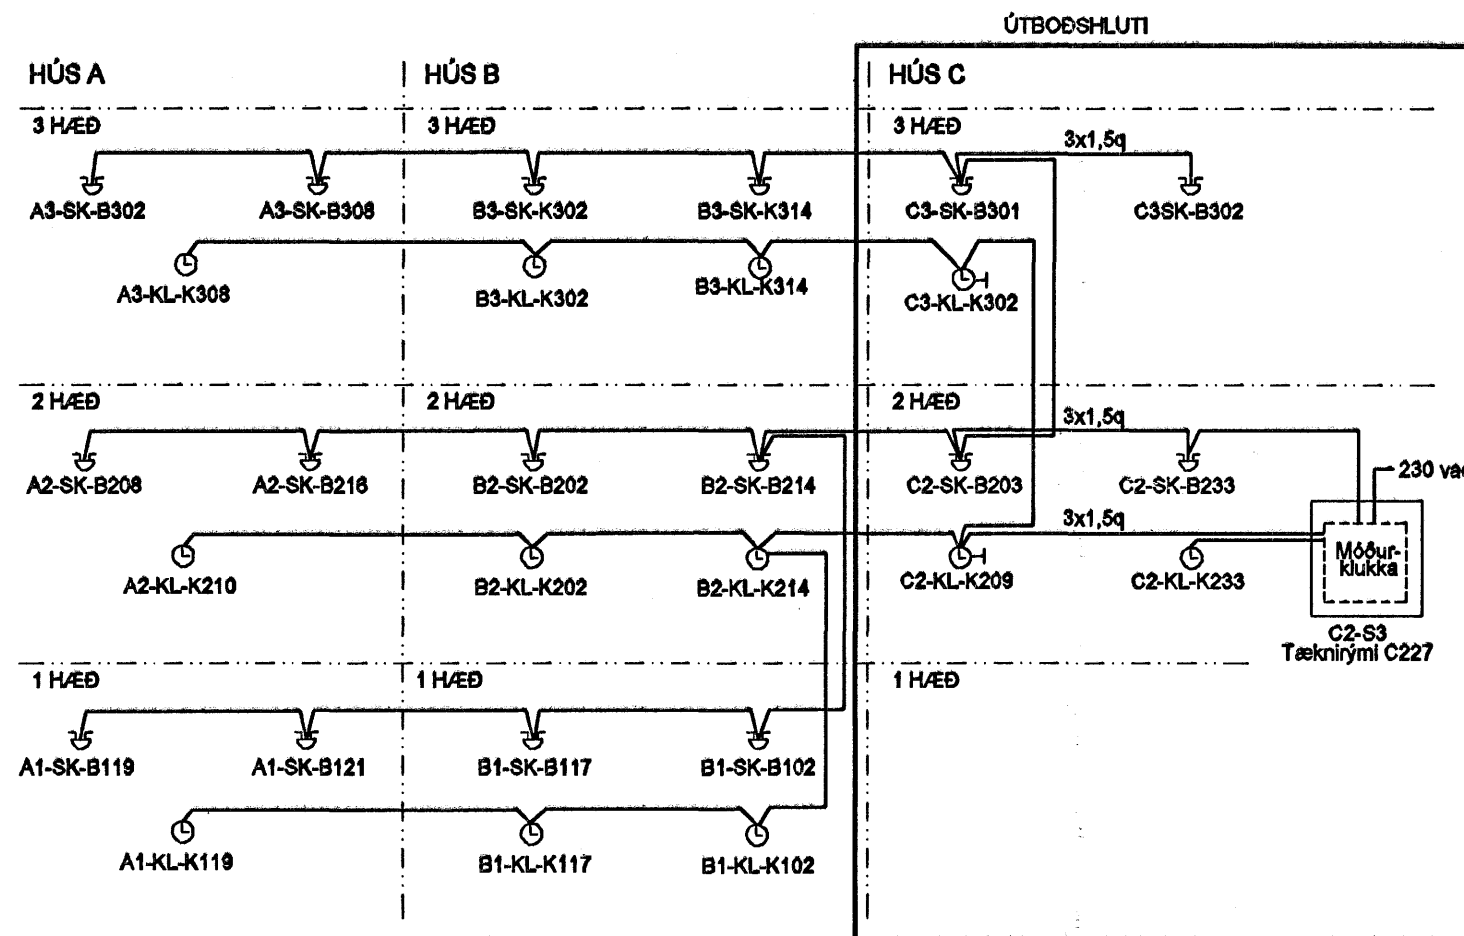 ÚTBOÐSHLUTI
HÚS A
HÚS B
HÚS C
3 HÆÐ
3 HÆÐ
3 HÆÐ
3x1,5q
A3-SK-B302
A3-SK-B308
B3-SK-K302
B3-SK-K314
C3-SK-B301
C3SK-B302
A3-KL-K308
B3-KL-K302
B3-KL-K314
C3-KL-K302
2 HÆÐ
2 HÆÐ
2 HÆÐ
3x1,5q
230 vac
A2-SK-B208
A2-SK-B216
B2-SK-B202
B2-SK-B214
C2-SK-B203
C2-SK-B233
3x1,5q
Móður-
klukka
A2-KL-K210
B2-KL-K202
B2-KL-K214
C2-KL-K209
C2-KL-K233
C2-S3
Tæknirými C227
1 HÆÐ
1 HÆÐ
1 HÆÐ
A1-SK-B119
A1-SK-B121
B1-SK-B117
B1-SK-B102
A1-KL-K119
B1-KL-K117
B1-KL-K102